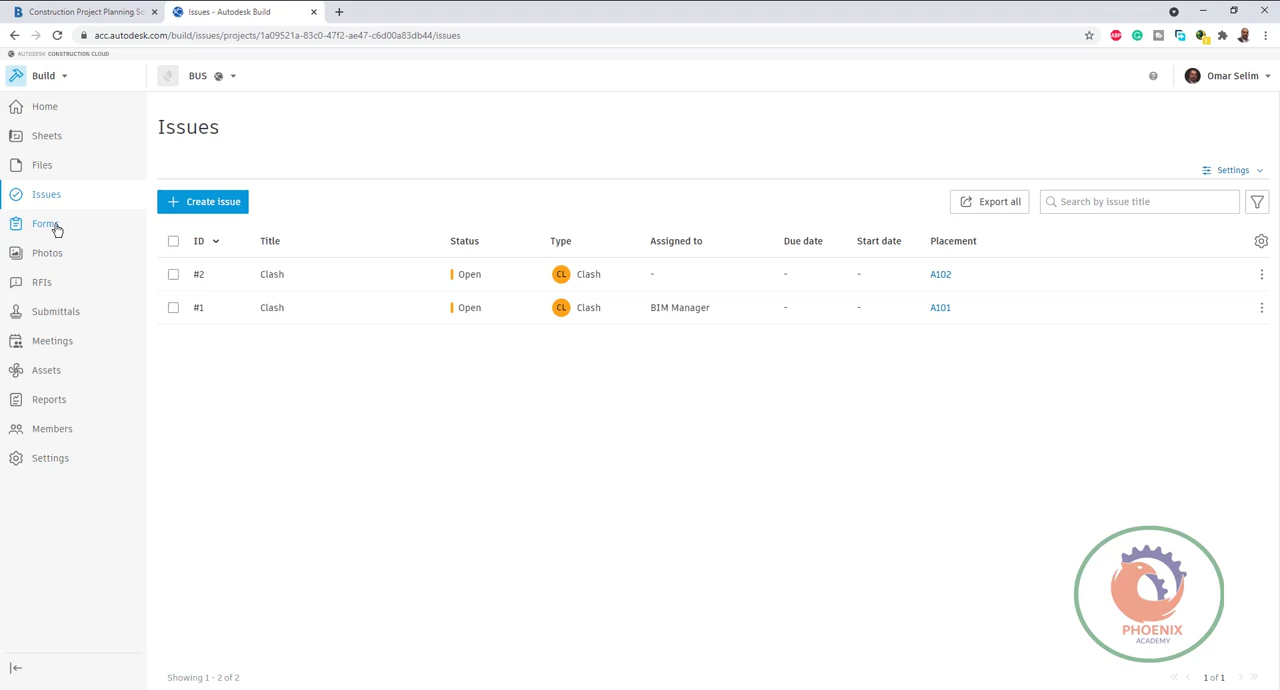 Construction Project Planning So
Issues - Autodesk Build
acc.autodesk.com/build/issues/projects/1a09521a-83c0-47f2-ae47-c6d00a83db44/issues
ABP
AUTODESK CONSTRUCTION CLOUD
Build
BUS
Omar Selim
Home
Sheets
Files
Issues
Forms
Photos
RFIs
Submittals
Meetings
Assets
Reports
Members
Settings
Issues
Settings
+ Create issue
Export all
Search by issue title
ID Title Status Type Assigned to Due date Start date Placement
#2 Clash Open CL Clash - - - A102
#1 Clash Open CL Clash BIM Manager - - A101
PHOENIX
ACADEMY
Showing 1 - 2 of 2
1 of 1